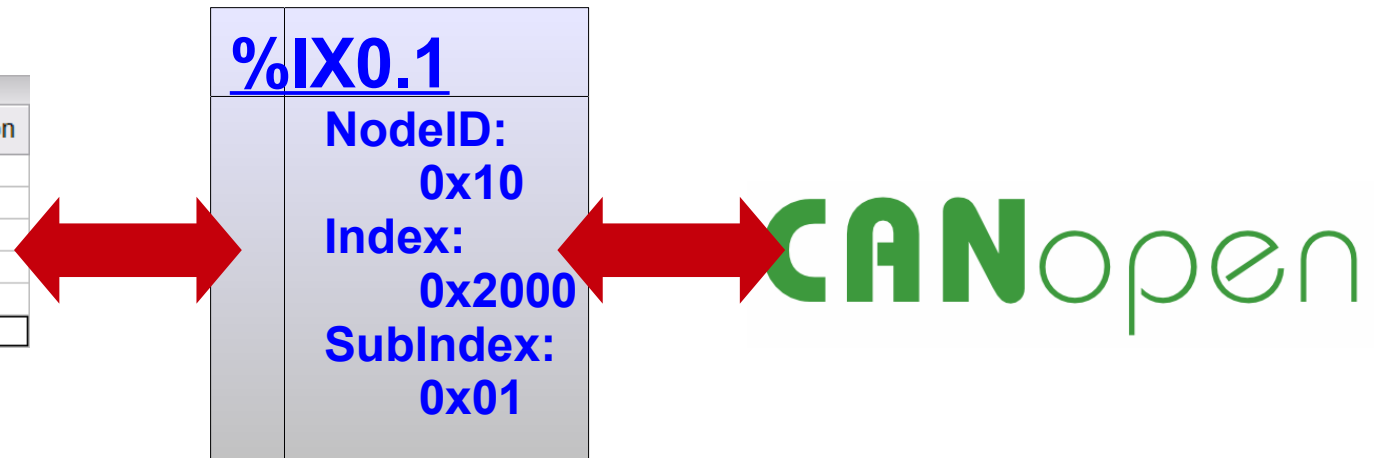 %IX0.1
n
NodeID:
0x10
Index:
0x2000
SubIndex:
0x01
CANopen